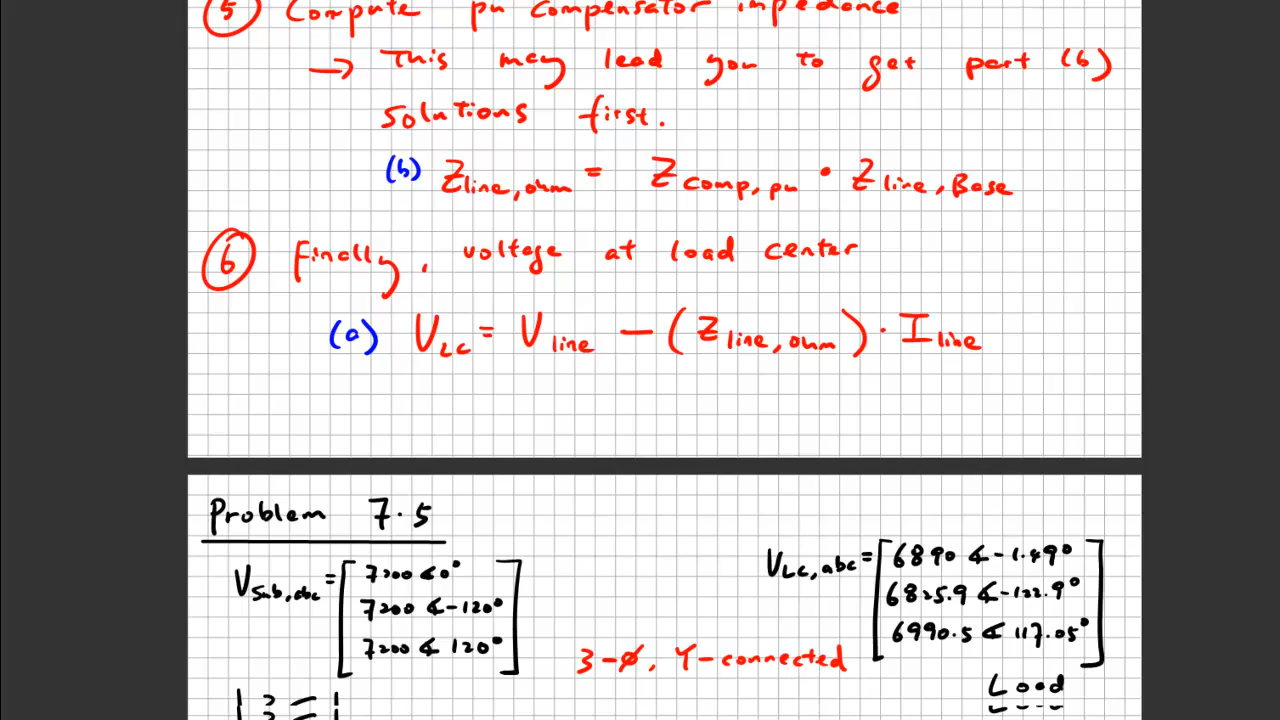 ⑤ Compute pu compensator impedance
→ This may lead you to get part (b)
solutions first.
(b) Z_line,ohm = Z_comp,pu · Z_line,Base
⑥ Finally, voltage at load center
(a) V_LC = V_line − (Z_line,ohm) · I_line
Problem 7.5
V_Sub,abc = [7200 ∡0°
7200 ∡-120°
7200 ∡ 120°]
V_LC,abc = [6890 ∡-1.49°
6825.9 ∡-122.9°
6990.5 ∡ 117.05°]
3-ϕ, Y-connected
Load